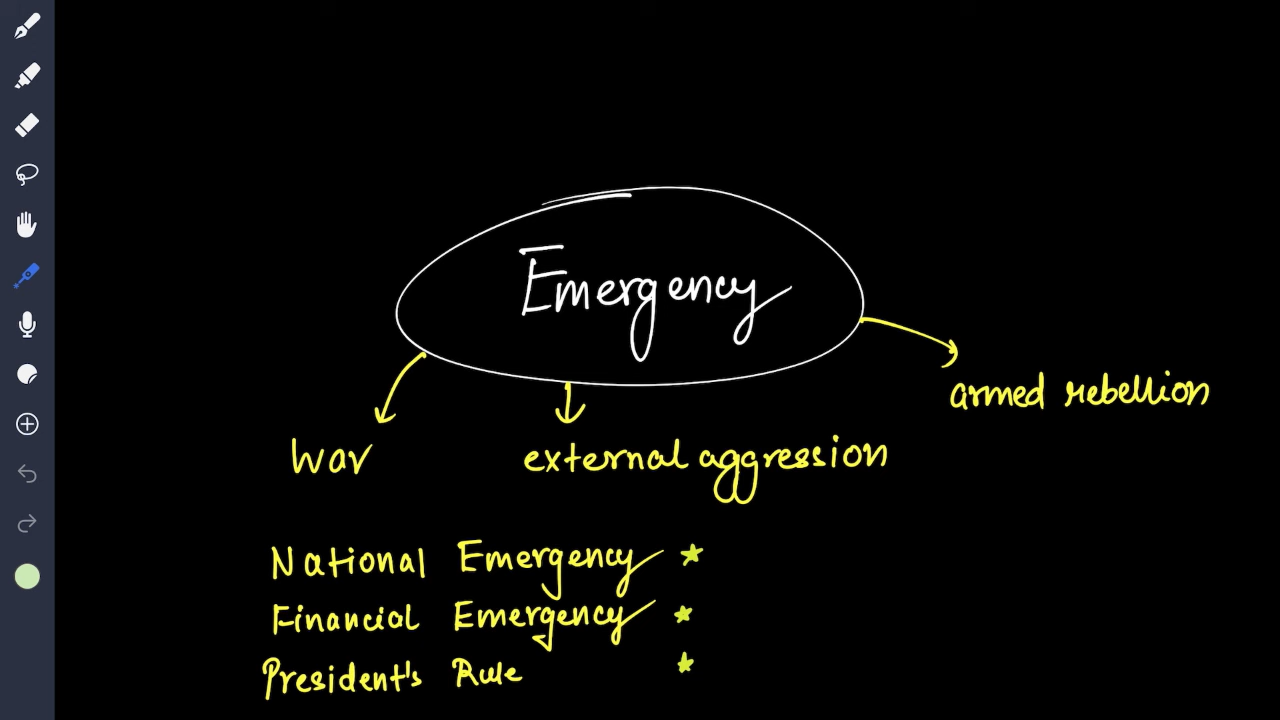 Emergency
armed rebellion
war
external aggression
National Emergency
Financial Emergency
President's Rule